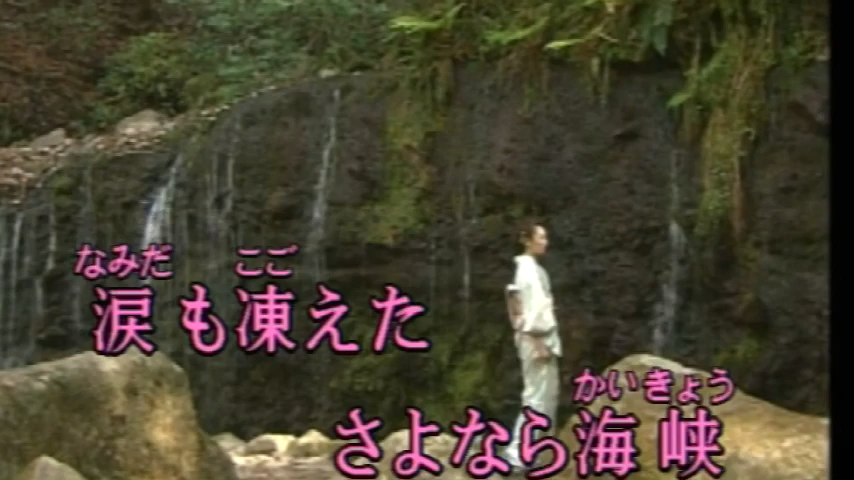 なみだ こご
涙も凍えた
かいきょう
さよなら海峡